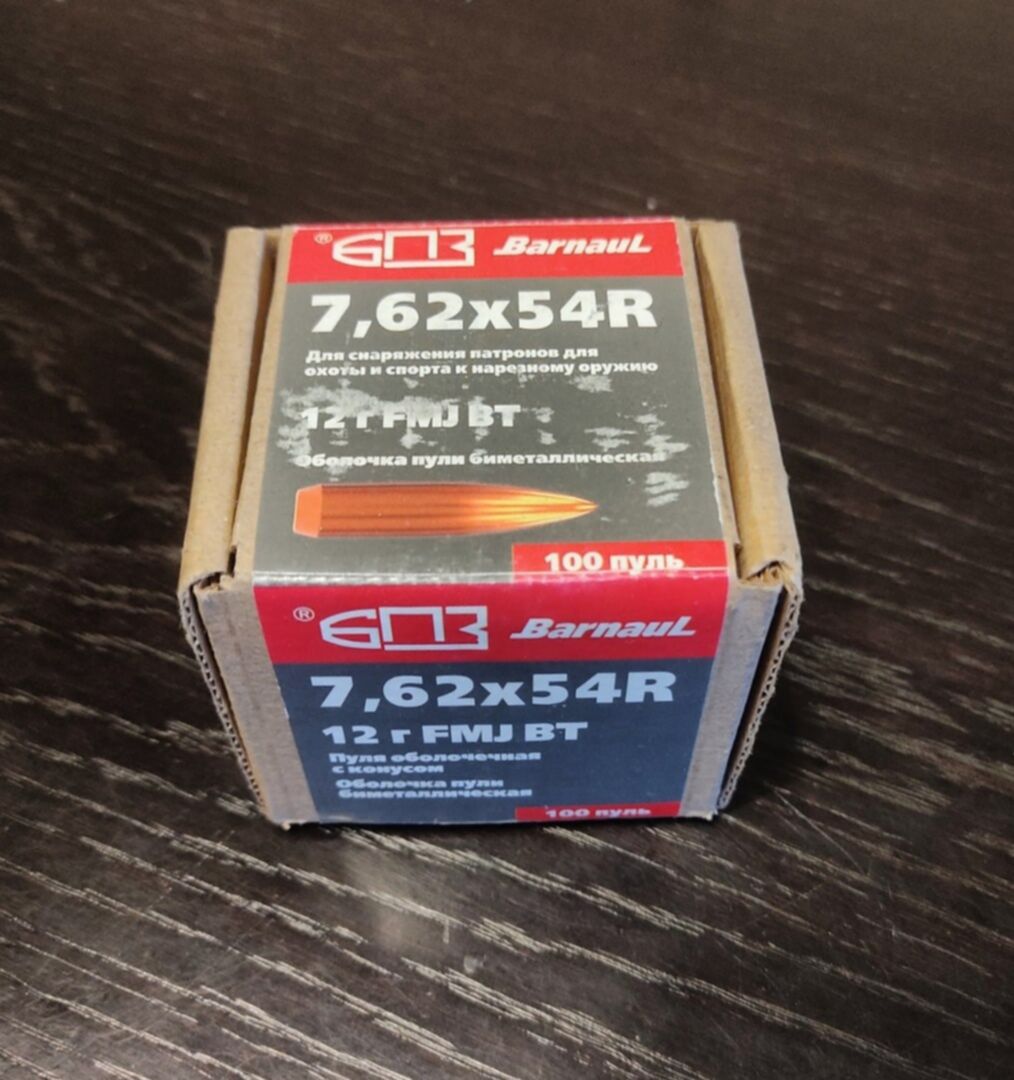 ® БПЗ Barnaul
7,62x54R
Для снаряжения патронов для
охоты и спорта к нарезному оружию
12 г FMJ BT
Оболочка пули биметаллическая
100 пуль
® БПЗ Barnaul
7,62x54R
12 г FMJ BT
Пуля оболочечная
с конусом
Оболочка пули
биметаллическая
100 пуль